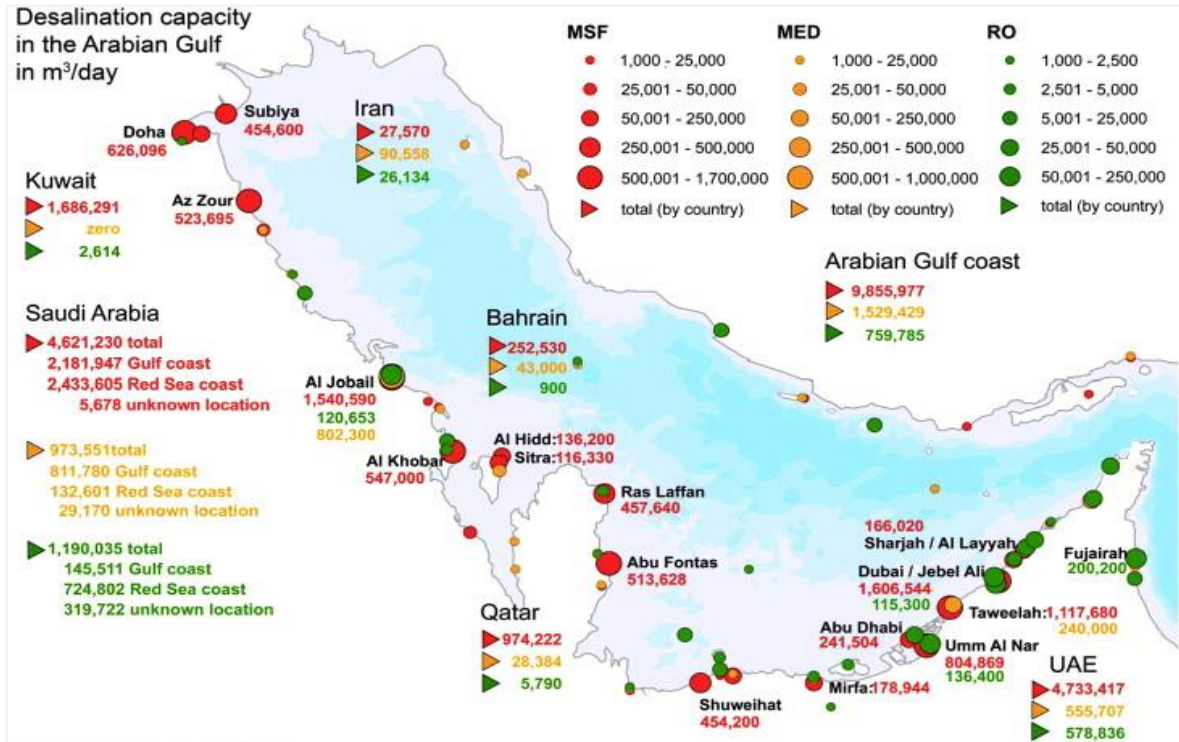 Desalination capacity
in the Arabian Gulf
in m³/day
MSF
1,000 - 25,000
25,001 - 50,000
50,001 - 250,000
250,001 - 500,000
500,001 - 1,700,000
total (by country)
MED
1,000 - 25,000
25,001 - 50,000
50,001 - 250,000
250,001 - 500,000
500,001 - 1,000,000
total (by country)
RO
1,000 - 2,500
2,501 - 5,000
5,001 - 25,000
25,001 - 50,000
50,001 - 250,000
total (by country)
Subiya
454,600
Doha
626,096
Iran
27,570
90,558
26,134
Kuwait
1,686,291
zero
2,614
Az Zour
523,695
Arabian Gulf coast
9,855,977
1,529,429
759,785
Saudi Arabia
4,621,230 total
2,181,947 Gulf coast
2,433,605 Red Sea coast
5,678 unknown location
973,551total
811,780 Gulf coast
132,601 Red Sea coast
29,170 unknown location
1,190,035 total
145,511 Gulf coast
724,802 Red Sea coast
319,722 unknown location
Bahrain
252,530
43,000
900
Al Jobail
1,540,590
120,653
802,300
Al Khobar
547,000
Al Hidd:136,200
Sitra:116,330
Ras Laffan
457,640
Abu Fontas
513,628
Qatar
974,222
28,384
5,790
166,020
Sharjah / Al Layyah
Dubai / Jebel Ali
1,606,544
115,300
Fujairah
200,200
Taweelah:1,117,680
240,000
Abu Dhabi
241,504
Umm Al Nar
804,869
136,400
Mirfa:178,944
Shuweihat
454,200
UAE
4,733,417
555,707
578,836